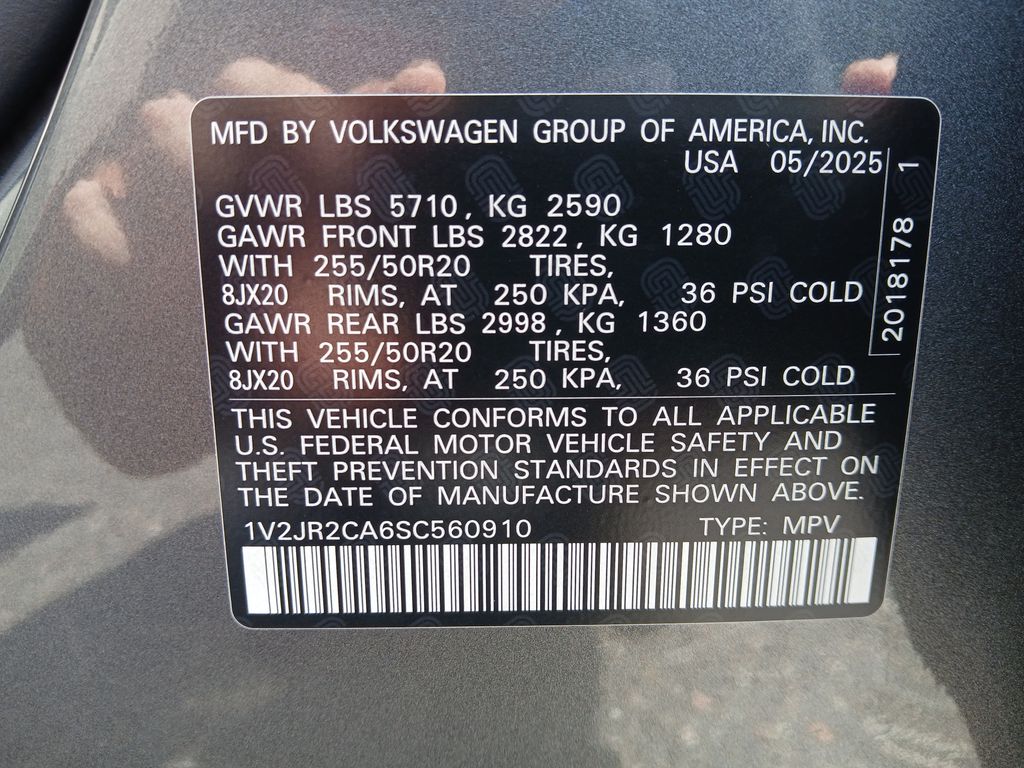 MFD BY VOLKSWAGEN GROUP OF AMERICA, INC.
USA 05/2025
GVWR LBS 5710, KG 2590
GAWR FRONT LBS 2822, KG 1280
WITH 255/50R20 TIRES,
8JX20 RIMS, AT 250 KPA, 36 PSI COLD
GAWR REAR LBS 2998, KG 1360
WITH 255/50R20 TIRES,
8JX20 RIMS, AT 250 KPA, 36 PSI COLD
2018178 1
THIS VEHICLE CONFORMS TO ALL APPLICABLE
U.S. FEDERAL MOTOR VEHICLE SAFETY AND
THEFT PREVENTION STANDARDS IN EFFECT ON
THE DATE OF MANUFACTURE SHOWN ABOVE.
1V2JR2CA6SC560910 TYPE: MPV